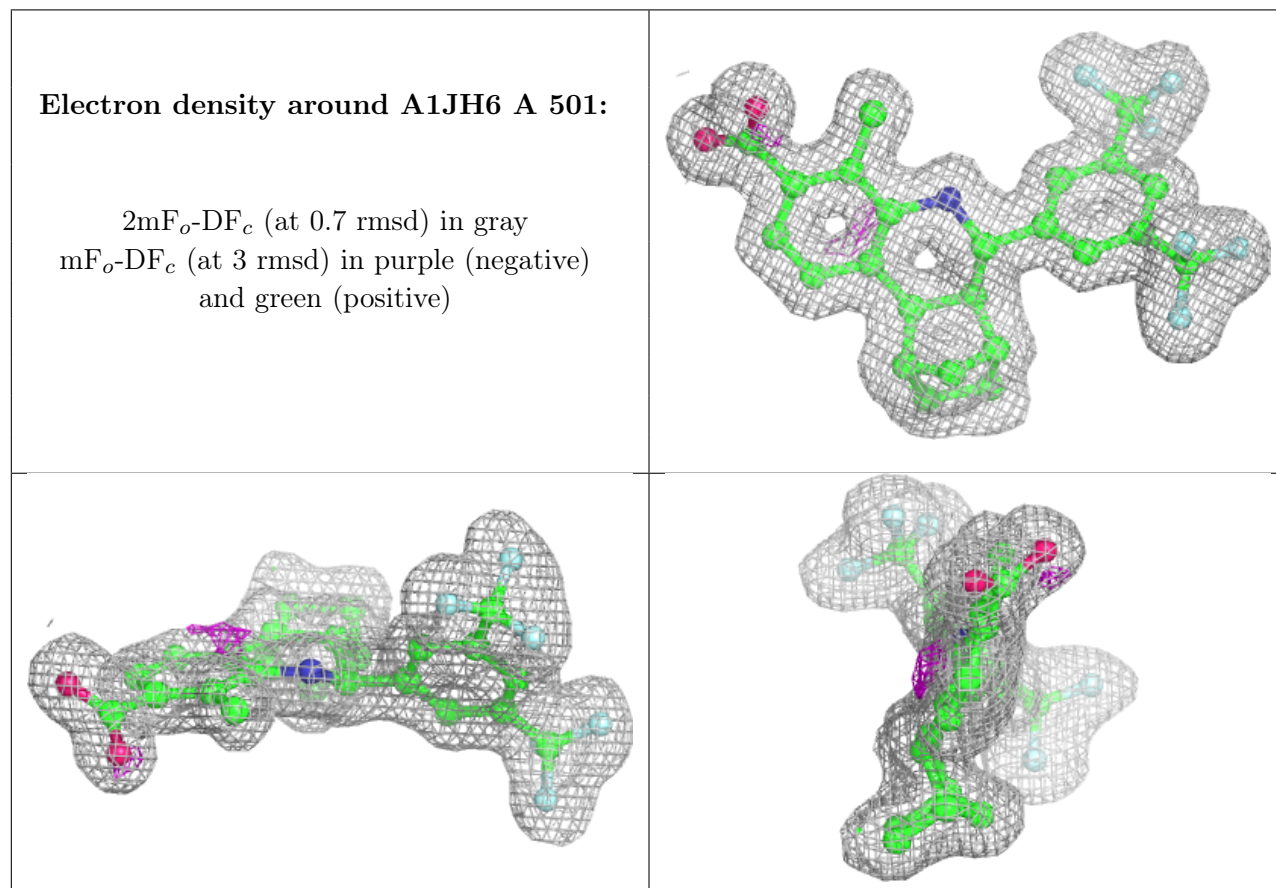 Electron density around A1JH6 A 501:
2mFo-DFc (at 0.7 rmsd) in gray
mFo-DFc (at 3 rmsd) in purple (negative)
and green (positive)